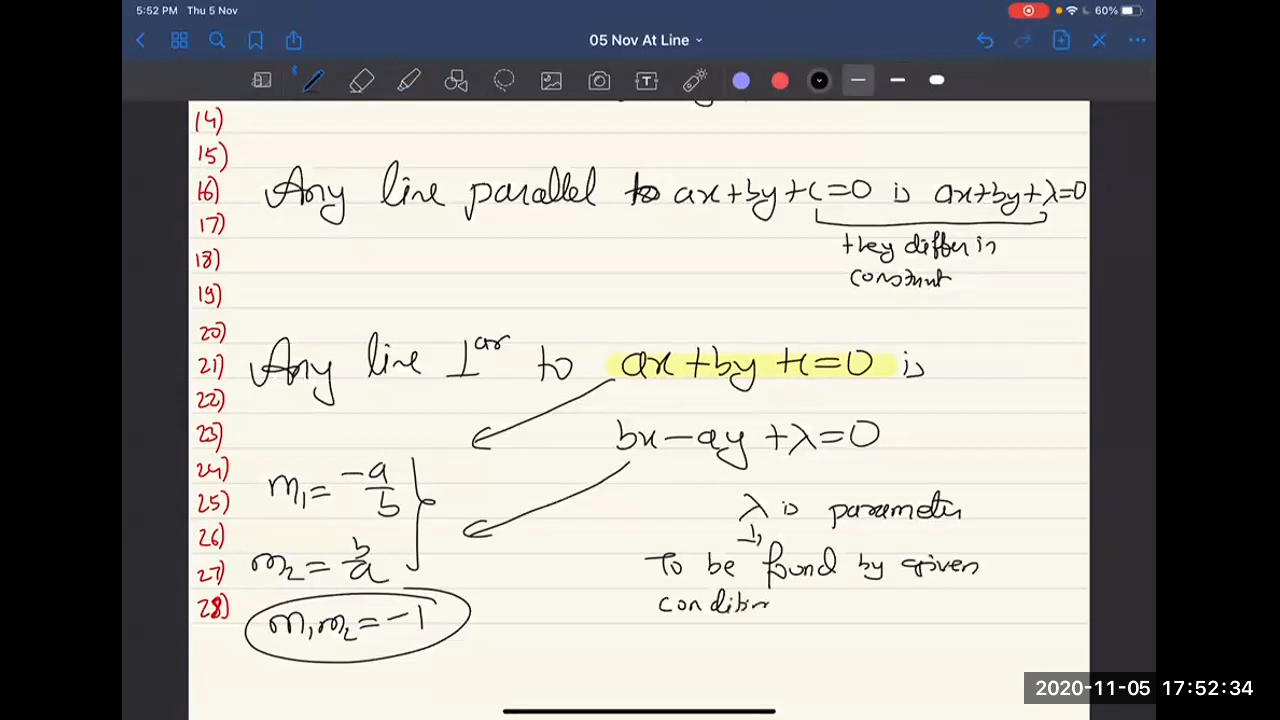 5:52 PM Thu 5 Nov
60%
05 Nov At Line
14)
15)
16) Any line parallel to ax+by+c=0 is ax+by+λ=0
17)
they differ in
18)
constant
19)
20)
21) Any line ⊥ar to ax+by+c=0 is
22)
23) bx-ay+λ=0
24)
m₁ = -a/b
25)
λ is parameter
26)
27) m₂ = b/a
To be found by given
28)
condition
m₁m₂ = -1
2020-11-05 17:52:34